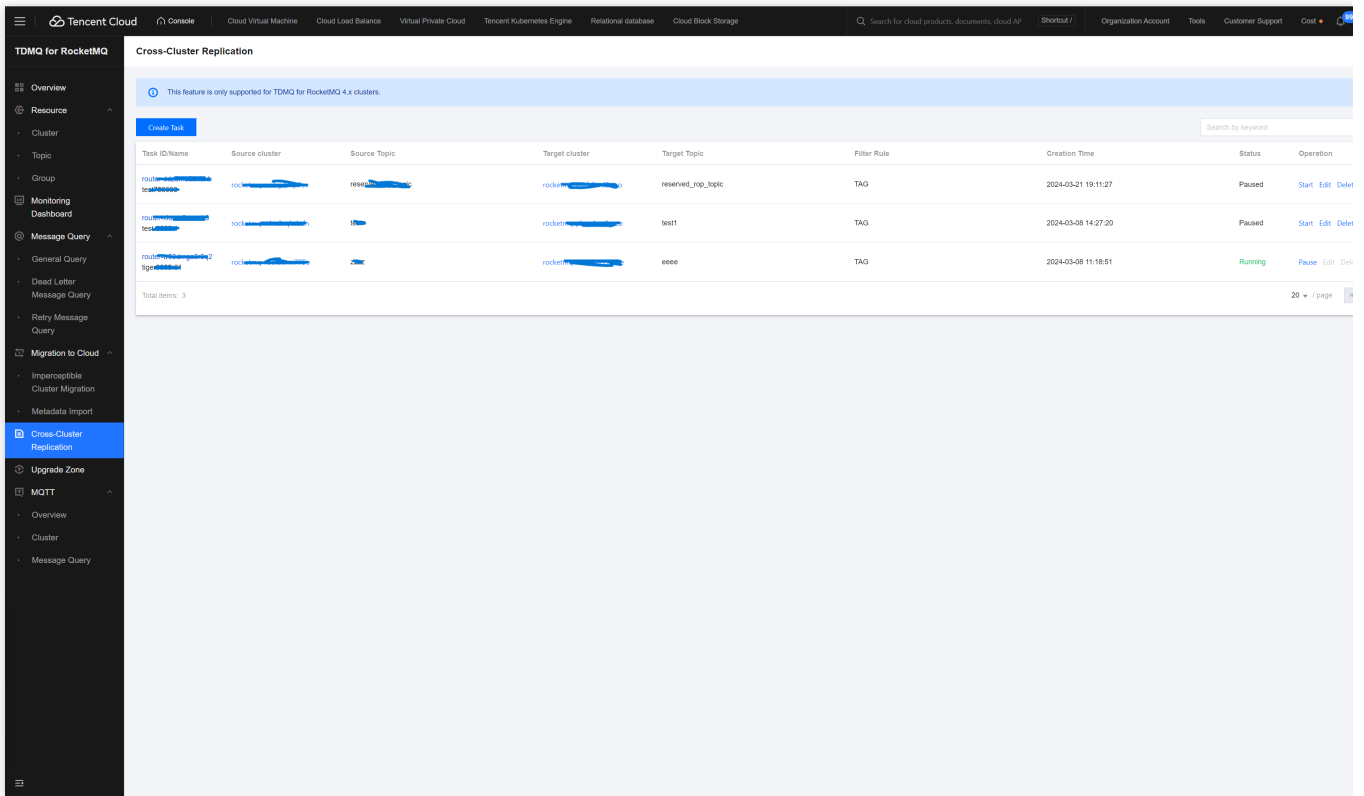 Tencent Cloud Console Cloud Virtual Machine Cloud Load Balance Virtual Private Cloud Tencent Kubernetes Engine Relational database Cloud Block Storage Search for cloud products, documents, cloud AP Shortcut / Organization Account Tools Customer Support Cost 99
TDMQ for RocketMQ
Cross-Cluster Replication
Overview
Resource
Cluster
Topic
Group
Monitoring
Dashboard
Message Query
General Query
Dead Letter
Message Query
Retry Message
Query
Migration to Cloud
Imperceptible
Cluster Migration
Metadata Import
Cross-Cluster
Replication
Upgrade Zone
MQTT
Overview
Cluster
Message Query
This feature is only supported for TDMQ for RocketMQ 4.x clusters.
Create Task Search by keyword
Task ID/Name Source cluster Source Topic Target cluster Target Topic Filter Rule Creation Time Status Operation
reserved_rop_topic TAG 2024-03-21 19:11:27 Paused Start Edit Delet
test1 TAG 2024-03-08 14:27:20 Paused Start Edit Delet
eeee TAG 2024-03-08 11:18:51 Running Pause Edit Dele
Total items: 3 20 / page